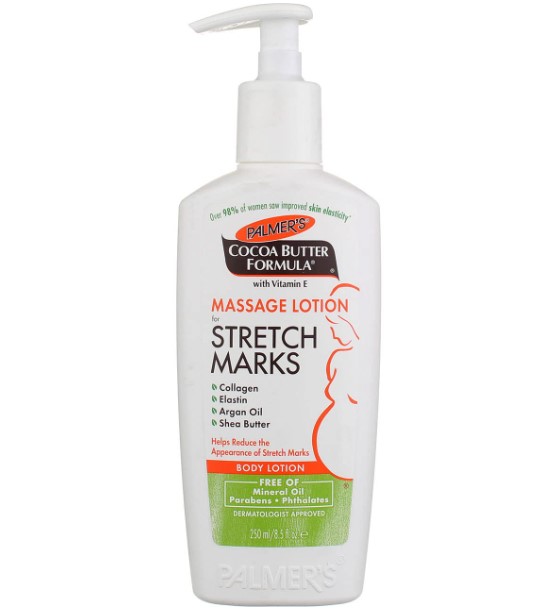 Over 98% of women saw improved skin elasticity*
PALMER'S®
COCOA BUTTER
FORMULA®
with Vitamin E
MASSAGE LOTION
for
STRETCH
MARKS
Collagen
Elastin
Argan Oil
Shea Butter
Helps Reduce the
Appearance of Stretch Marks
BODY LOTION
®
FREE OF
Mineral Oil
Parabens • Phthalates
DERMATOLOGIST APPROVED
250 ml/8.5 fl oz ℮
PALMER'S